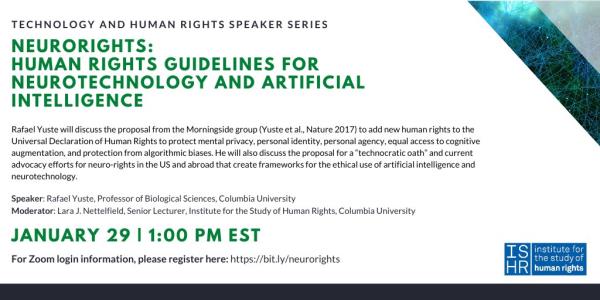 TECHNOLOGY AND HUMAN RIGHTS SPEAKER SERIES
NEURORIGHTS:
HUMAN RIGHTS GUIDELINES FOR
NEUROTECHNOLOGY AND ARTIFICIAL
INTELLIGENCE
Rafael Yuste will discuss the proposal from the Morningside group (Yuste et al., Nature 2017) to add new human rights to the
Universal Declaration of Human Rights to protect mental privacy, personal identity, personal agency, equal access to cognitive
augmentation, and protection from algorithmic biases. He will also discuss the proposal for a "technocratic oath" and current
advocacy efforts for neuro-rights in the US and abroad that create frameworks for the ethical use of artificial intelligence and
neurotechnology.
Speaker: Rafael Yuste, Professor of Biological Sciences, Columbia University
Moderator: Lara J. Nettelfield, Senior Lecturer, Institute for the Study of Human Rights, Columbia University
JANUARY 29 | 1:00 PM EST
For Zoom login information, please register here: https://bit.ly/neurorights
IS
HR
institute for
the study of
human rights